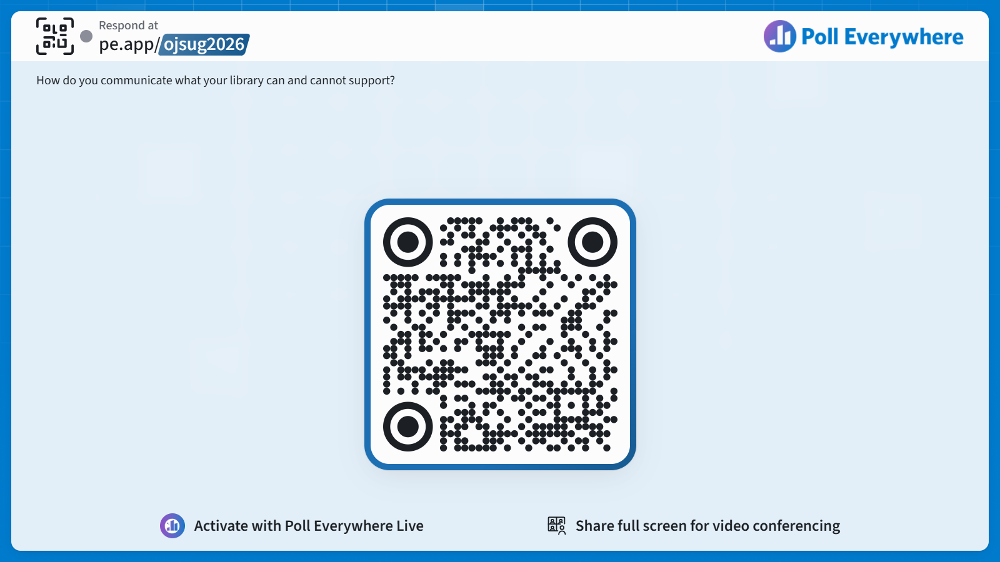 Respond at
pe.app/ojsug2026
Poll Everywhere
How do you communicate what your library can and cannot support?
Activate with Poll Everywhere Live
Share full screen for video conferencing